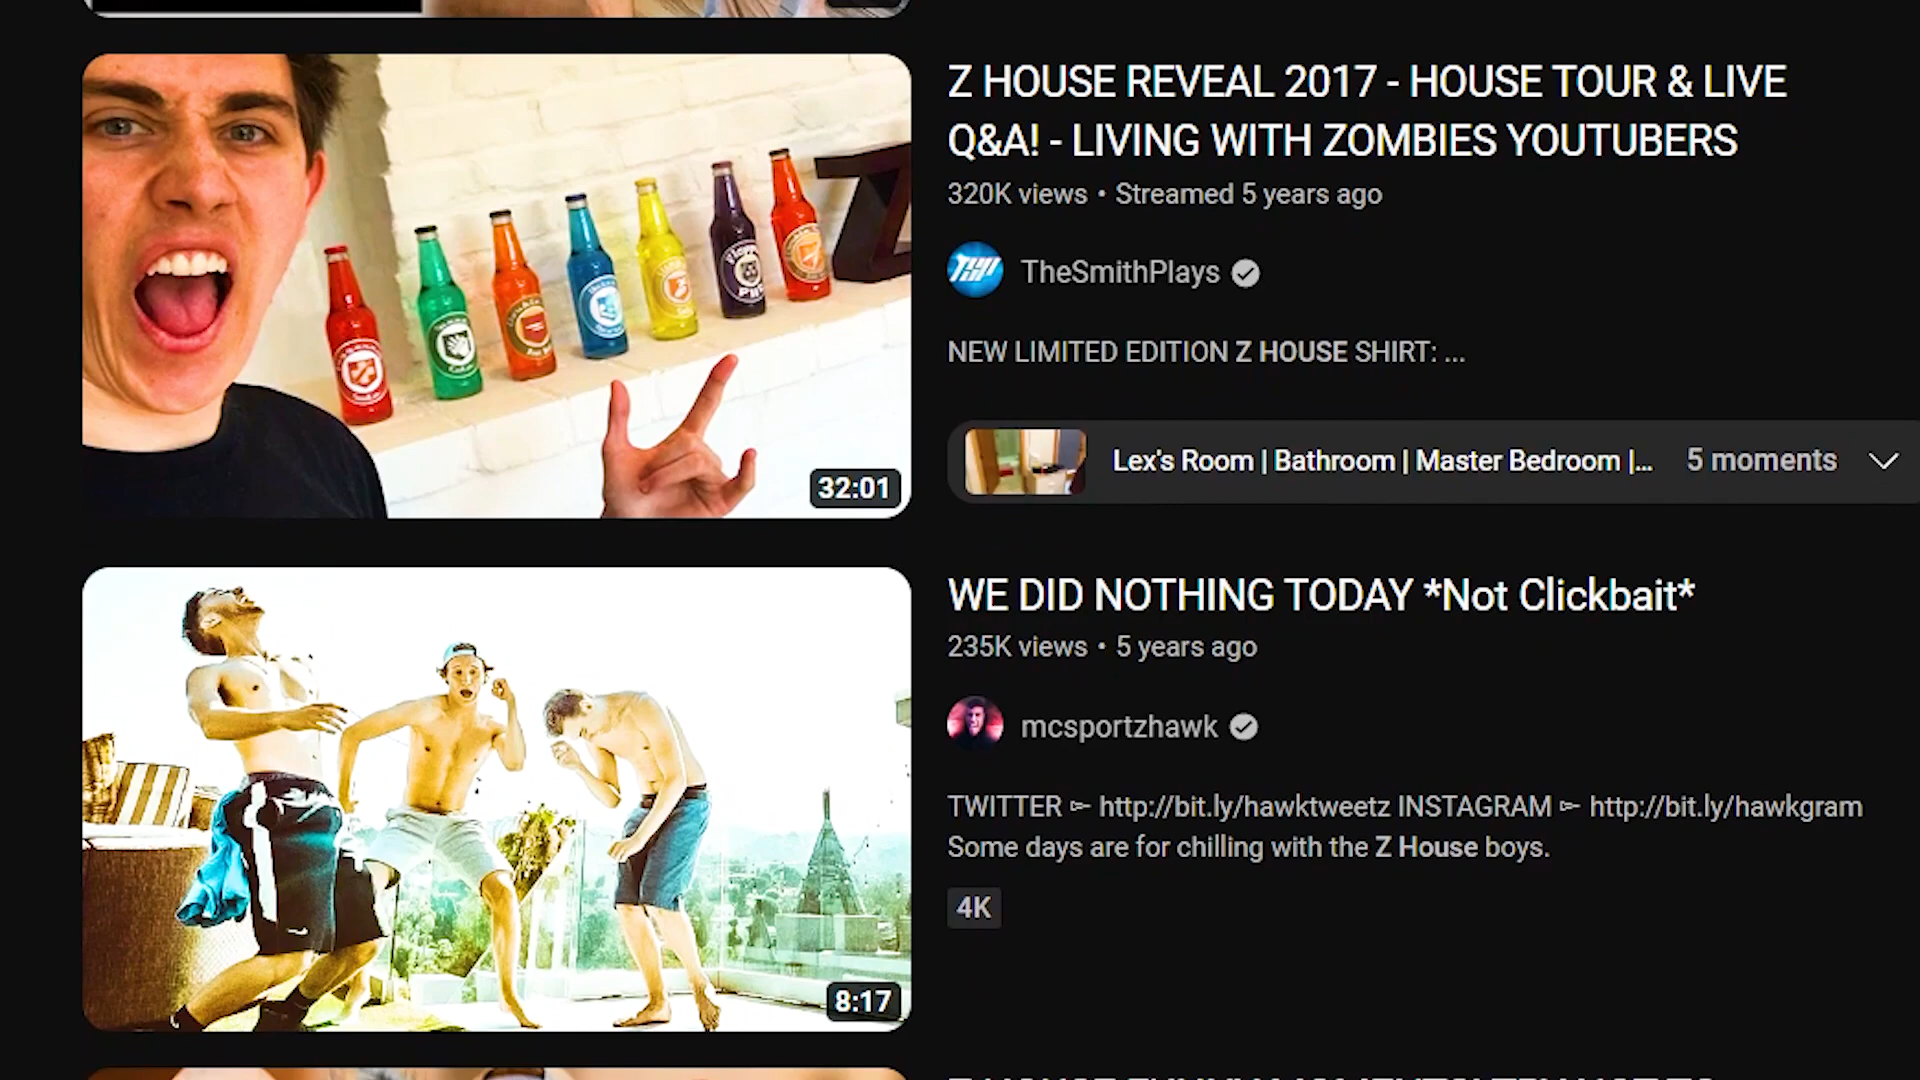 Z HOUSE REVEAL 2017 - HOUSE TOUR & LIVE
Q&A! - LIVING WITH ZOMBIES YOUTUBERS
320K views • Streamed 5 years ago
TSP
TheSmithPlays
NEW LIMITED EDITION Z HOUSE SHIRT: ...
Lex's Room | Bathroom | Master Bedroom |...
5 moments
Z
32:01
WE DID NOTHING TODAY *Not Clickbait*
235K views • 5 years ago
mcsportzhawk
TWITTER ➳ http://bit.ly/hawktweetz INSTAGRAM ➳ http://bit.ly/hawkgram
Some days are for chilling with the Z House boys.
4K
8:17